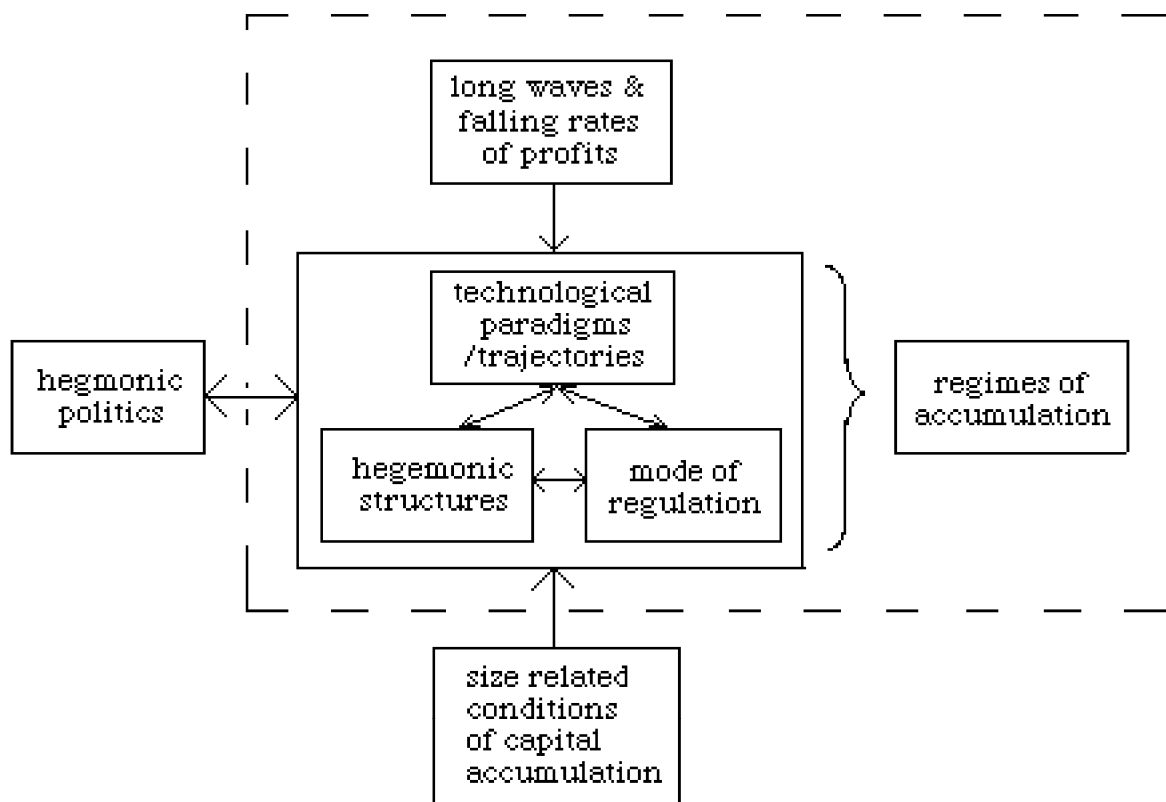 long waves &
falling rates
of profits
technological
paradigms
/trajectories
hegmonic
politics
regimes of
accumulation
hegemonic
structures
mode of
regulation
size related
conditions
of capital
accumulation